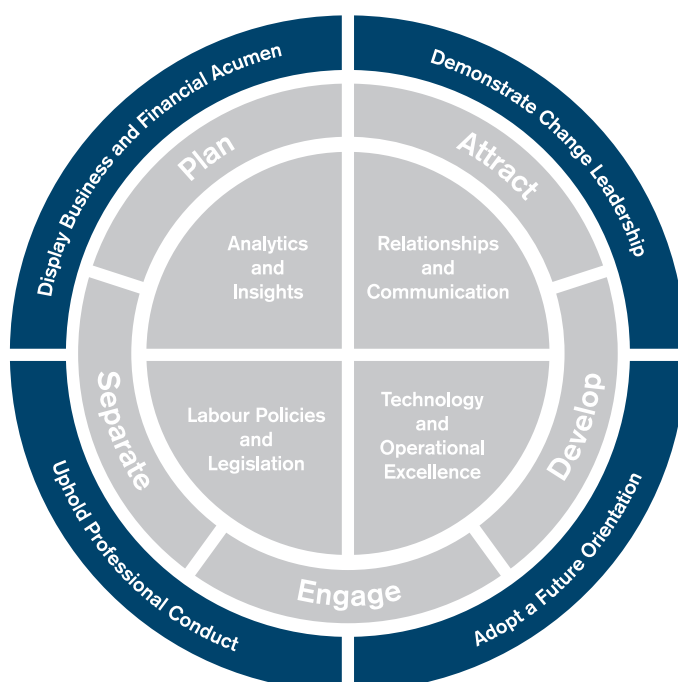 Display Business and Financial Acumen
Demonstrate Change Leadership
Plan
Attract
Analytics
and
Insights
Relationships
and
Communication
Separate
Develop
Labour Policies
and
Legislation
Technology
and
Operational
Excellence
Engage
Uphold Professional Conduct
Adopt a Future Orientation